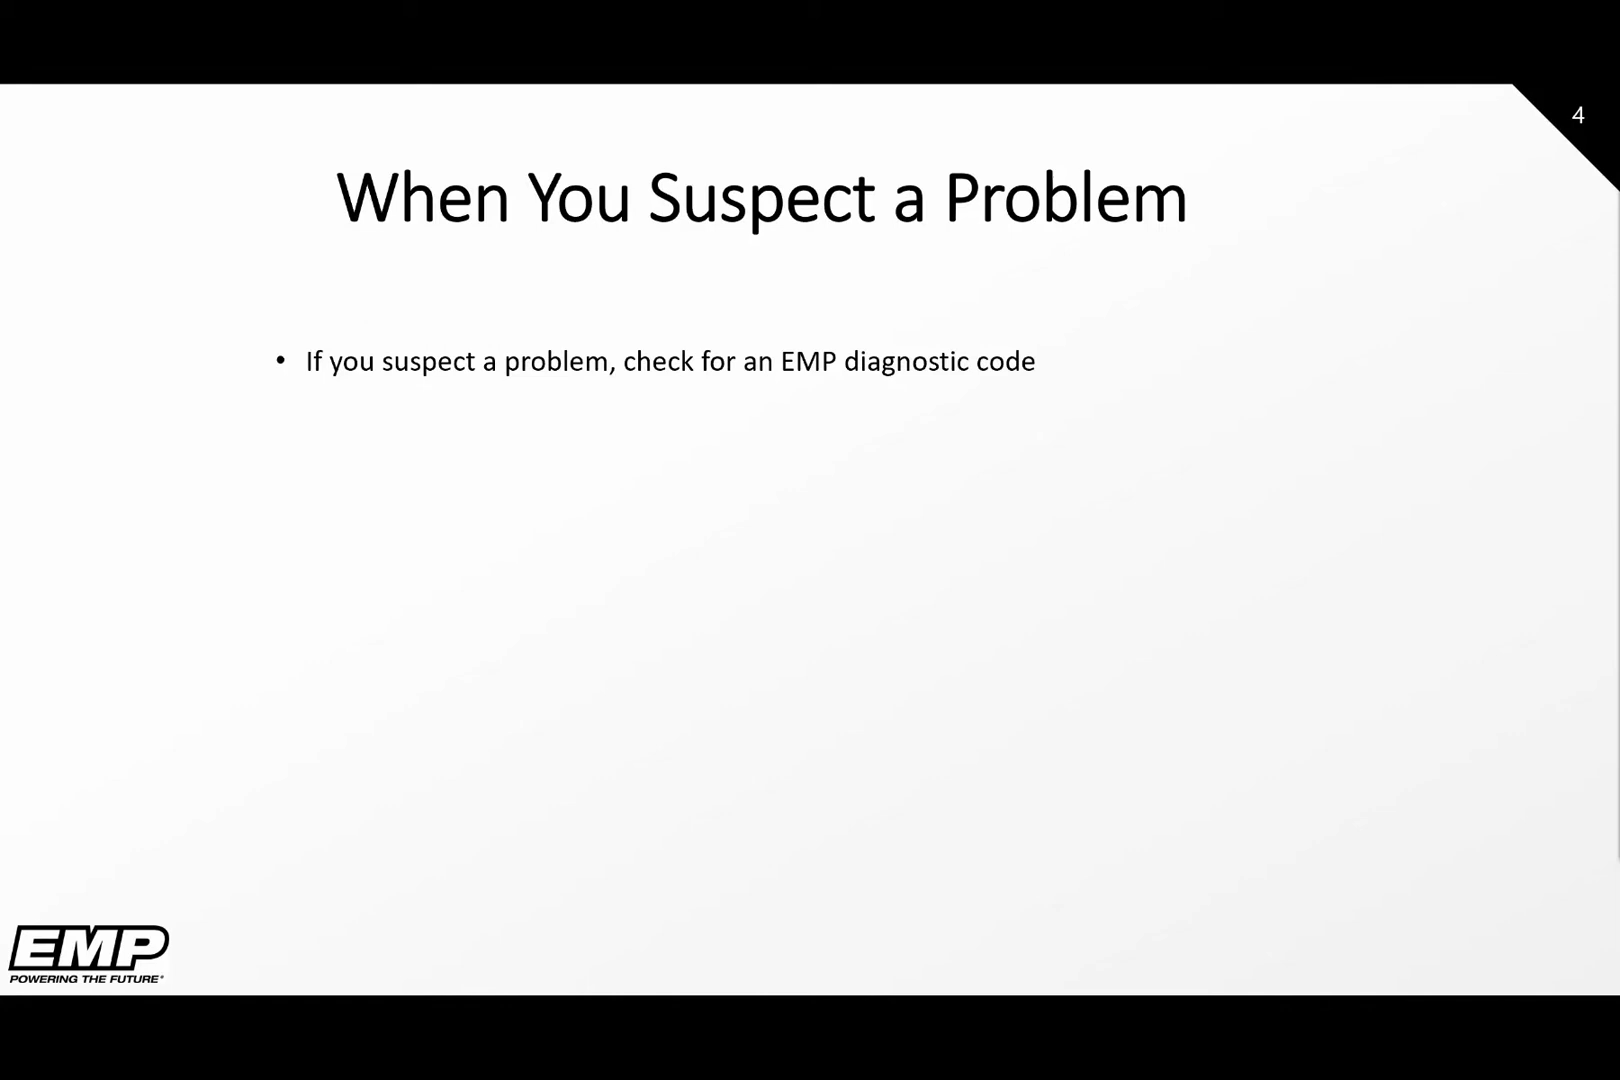 4
When You Suspect a Problem
• If you suspect a problem, check for an EMP diagnostic code
EMP
POWERING THE FUTURE®